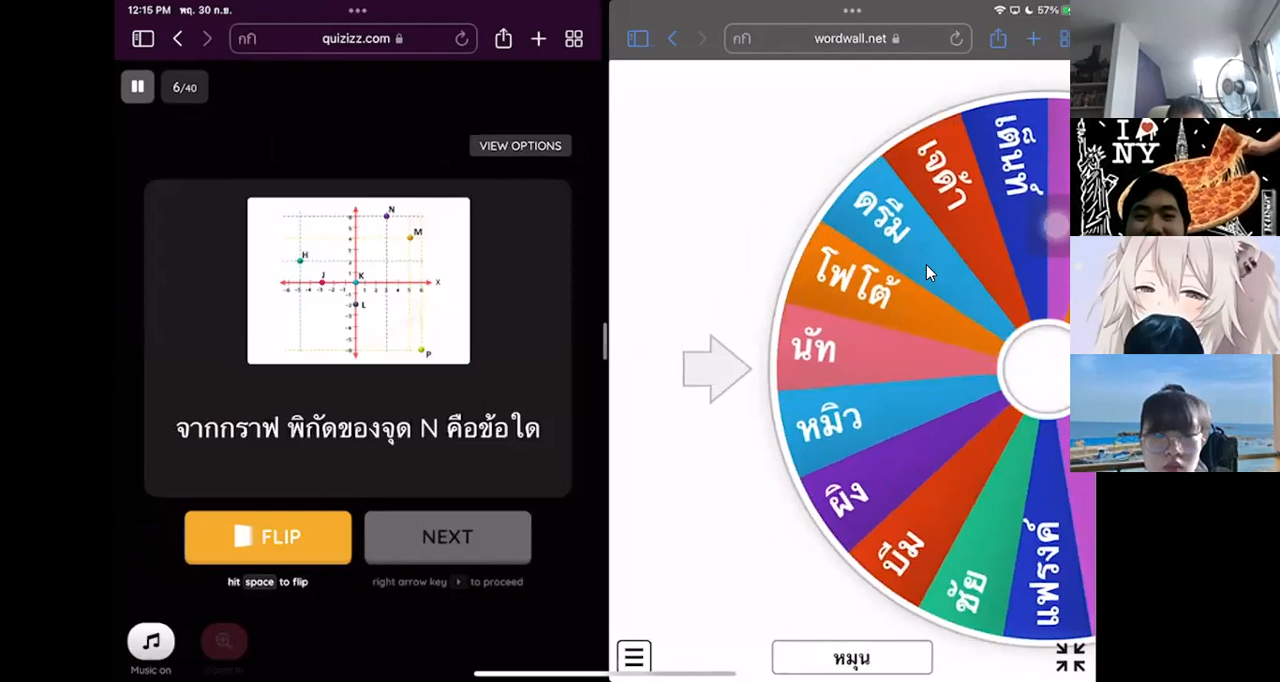 12:15 PM พฤ. 30 ก.ย.
กก quizizz.com
6/40
VIEW OPTIONS
N
M
H
J
K
X
L
P
จากกราฟ พิกัดของจุด N คือข้อใด
FLIP
NEXT
hit space to flip
right arrow key to proceed
Music on
57%
กก wordwall.net
เต็นท์
เจด้า
ดรีม
โฟโต้
นัท
หมิว
ผิง
บีม
ชัย
แฟรงค์
หมุน
I
NY